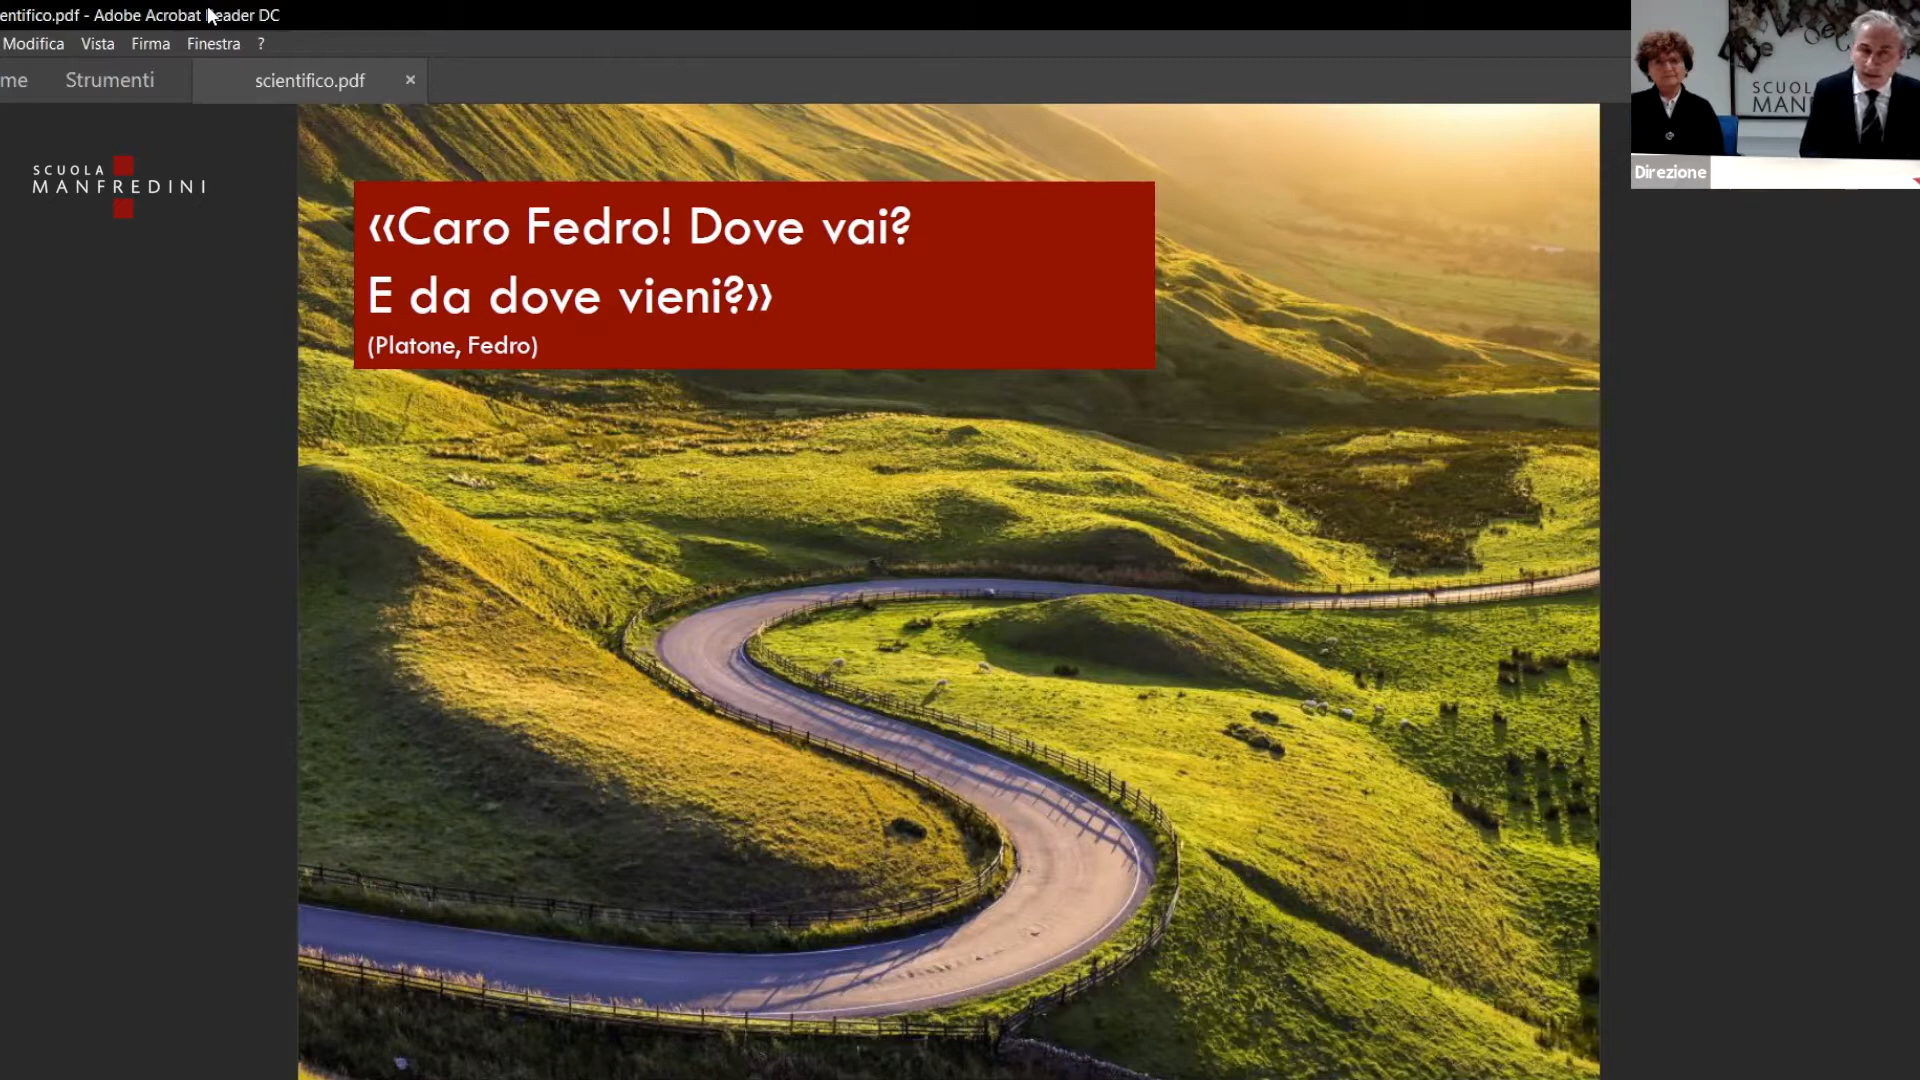 entifico.pdf - Adobe Acrobat Reader DC
Modifica Vista Firma Finestra ?
me Strumenti scientifico.pdf ×
SCUOLA
MANFREDINI
«Caro Fedro! Dove vai?
E da dove vieni?»
(Platone, Fedro)
SCUOL
MAN
Direzione